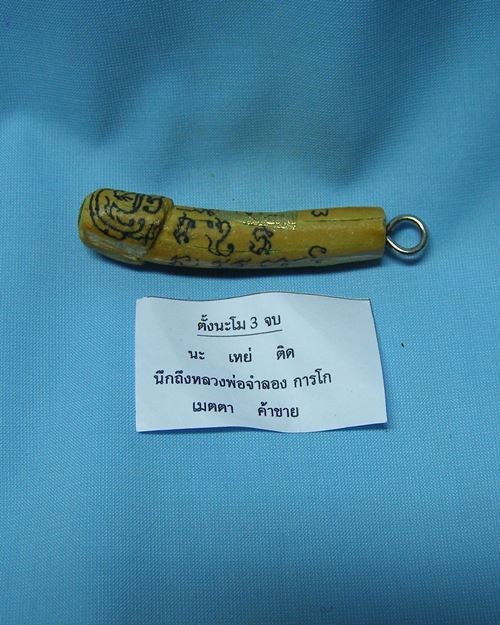 ตั้งนะโม 3 จบ
นะ เหย่ ติด
นึกถึงหลวงพ่อจำลอง การโก
เมตตา ค้าขาย